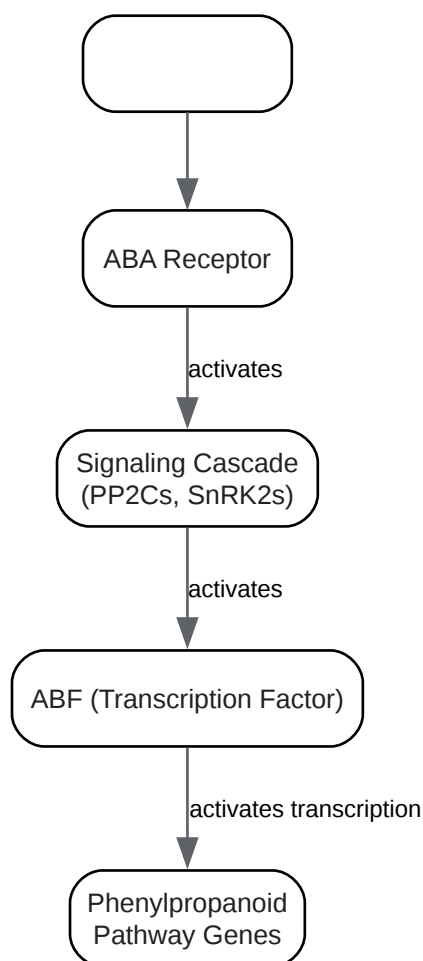 ABA Receptor
activates
Signaling Cascade
(PP2Cs, SnRK2s)
activates
ABF (Transcription Factor)
activates transcription
Phenylpropanoid
Pathway Genes